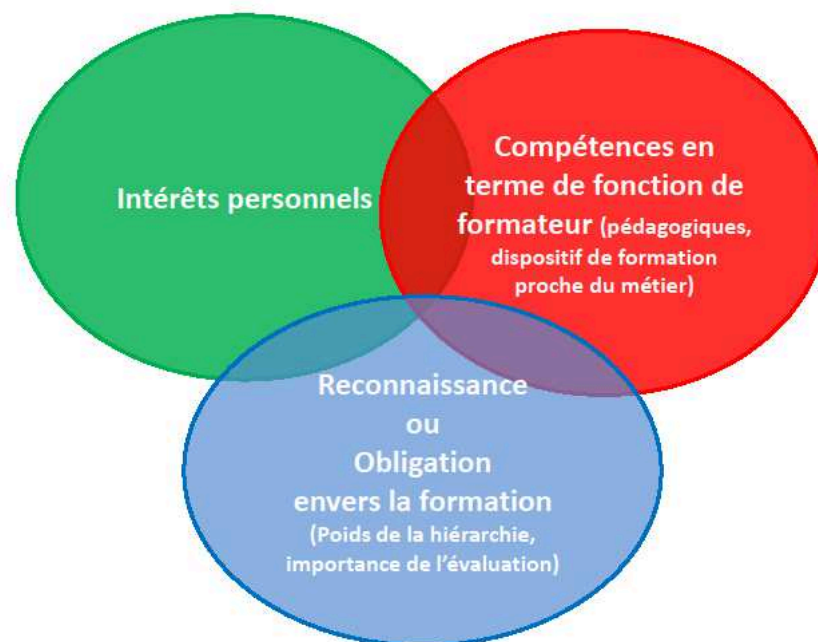 Intérêts personnels
Compétences en
terme de fonction de
formateur (pédagogiques,
dispositif de formation
proche du métier)
Reconnaissance
ou
Obligation
envers la formation
(Poids de la hiérarchie,
importance de l'évaluation)